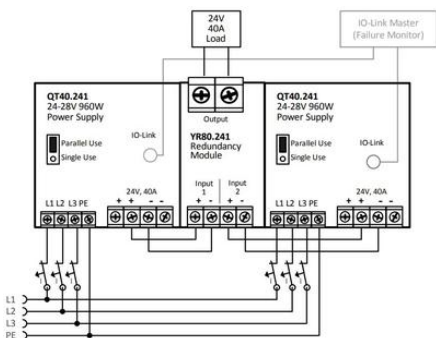 24V
40A
Load
IO-Link Master
(Failure Monitor)
QT40.241
24-28V 960W
Power Supply
IO-Link
Parallel Use
Single Use
L1 L2 L3 PE
24V, 40A
+ + - -
Output
YR80.241
Redundancy
Module
Input
1
Input
2
+ - + -
QT40.241
24-28V 960W
Power Supply
IO-Link
Parallel Use
Single Use
L1 L2 L3 PE
24V, 40A
+ + - -
L1
L2
L3
PE